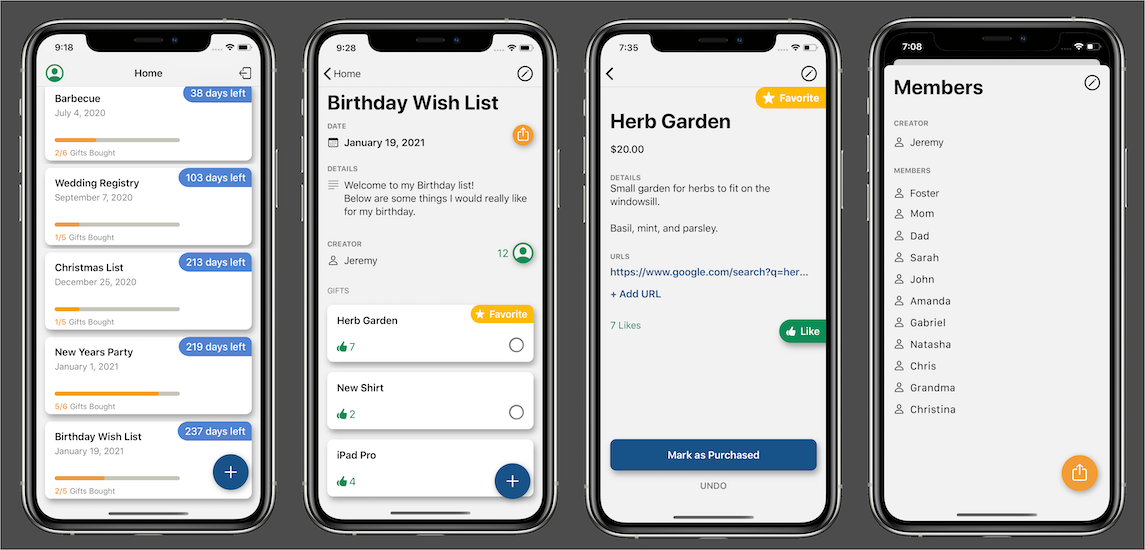 9:18
Home
Barbecue
38 days left
July 4, 2020
2/6 Gifts Bought
Wedding Registry
103 days left
September 7, 2020
1/5 Gifts Bought
Christmas List
213 days left
December 25, 2020
1/5 Gifts Bought
New Years Party
219 days left
January 1, 2021
5/6 Gifts Bought
Birthday Wish List
237 days left
January 19, 2021
2/5 Gifts Bought
+
9:28
Home
Birthday Wish List
DATE
January 19, 2021
DETAILS
Welcome to my Birthday list!
Below are some things I would really like
for my birthday.
CREATOR
Jeremy
12
GIFTS
Herb Garden
Favorite
7
New Shirt
2
iPad Pro
4
+
7:35
Favorite
Herb Garden
$20.00
DETAILS
Small garden for herbs to fit on the
windowsill.
Basil, mint, and parsley.
URLS
https://www.google.com/search?q=her...
+ Add URL
7 Likes
Like
Mark as Purchased
UNDO
7:08
Members
CREATOR
Jeremy
MEMBERS
Foster
Mom
Dad
Sarah
John
Amanda
Gabriel
Natasha
Chris
Grandma
Christina